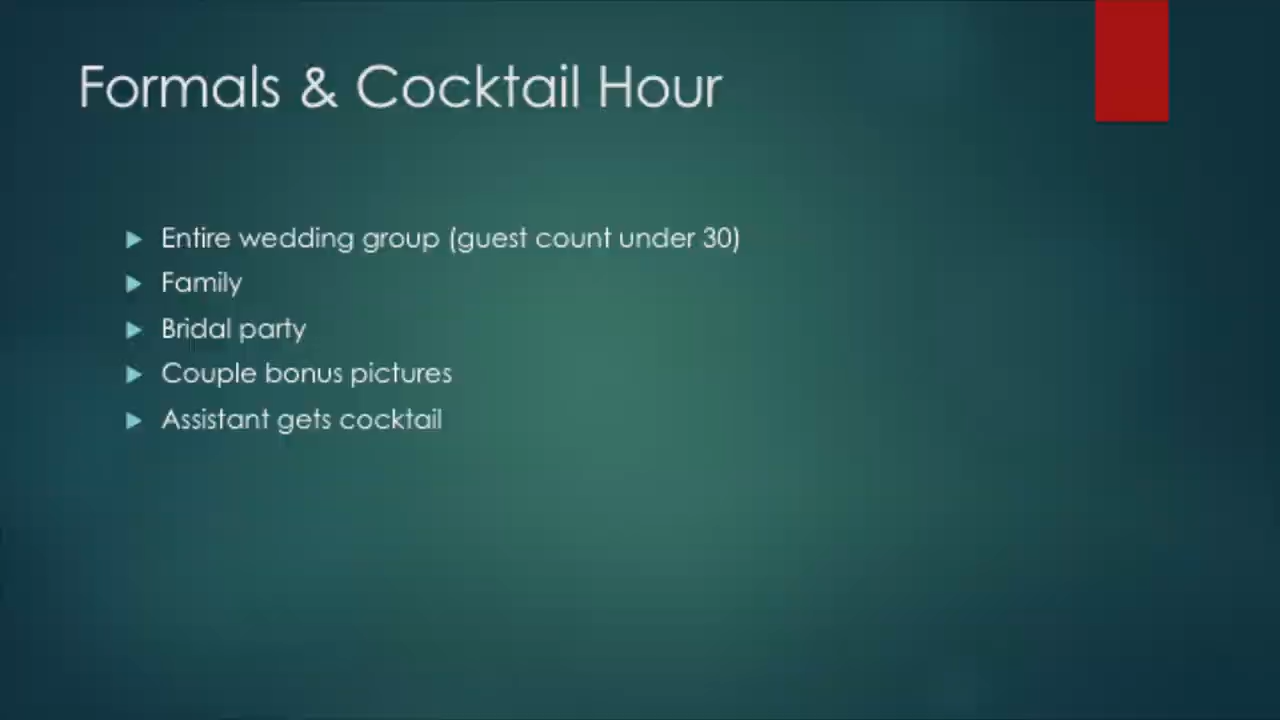 Formals & Cocktail Hour
Entire wedding group (guest count under 30)
Family
Bridal party
Couple bonus pictures
Assistant gets cocktail